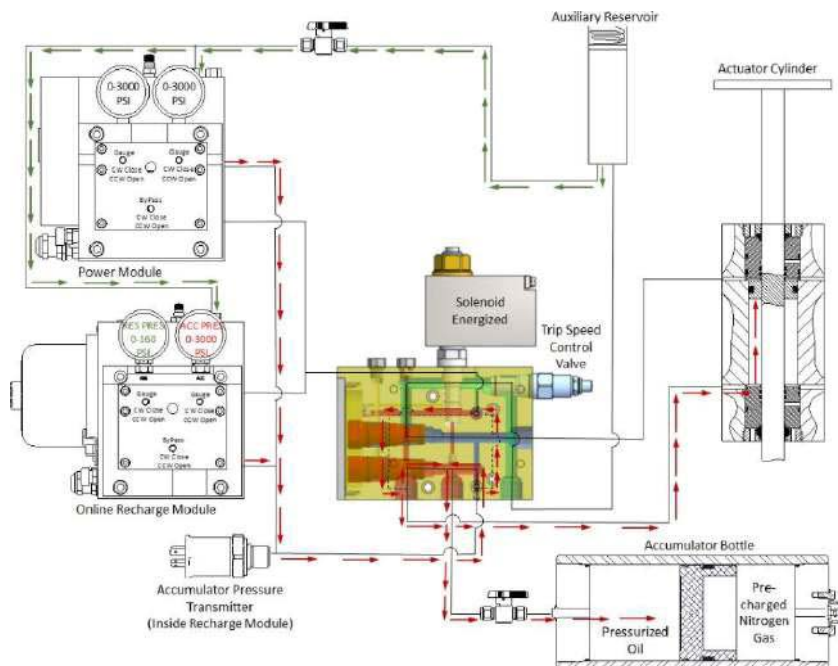 Auxiliary Reservoir
Actuator Cylinder
0-3000
PSI
0-3000
PSI
Gauge
CW Close
CCW Open
Gauge
CW Close
CCW Open
ByPass
CW Close
CCW Open
Power Module
Solenoid
Energized
Trip Speed
Control
Valve
RES PRES
0-160
PSI
ACC PRES
0-3000
PSI
RES
ACC
Gauge
CW Close
CCW Open
Gauge
CW Close
CCW Open
ByPass
CW Close
CCW Open
Online Recharge Module
Accumulator Pressure
Transmitter
(Inside Recharge Module)
Accumulator Bottle
Pressurized
Oil
Pre-
charged
Nitrogen
Gas